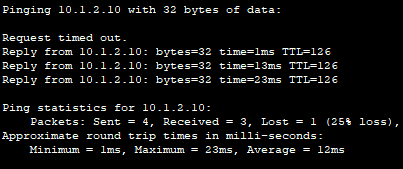 Pinging 10.1.2.10 with 32 bytes of data:
Request timed out.
Reply from 10.1.2.10: bytes=32 time=1ms TTL=126
Reply from 10.1.2.10: bytes=32 time=13ms TTL=126
Reply from 10.1.2.10: bytes=32 time=23ms TTL=126
Ping statistics for 10.1.2.10:
Packets: Sent = 4, Received = 3, Lost = 1 (25% loss),
Approximate round trip times in milli-seconds:
Minimum = 1ms, Maximum = 23ms, Average = 12ms